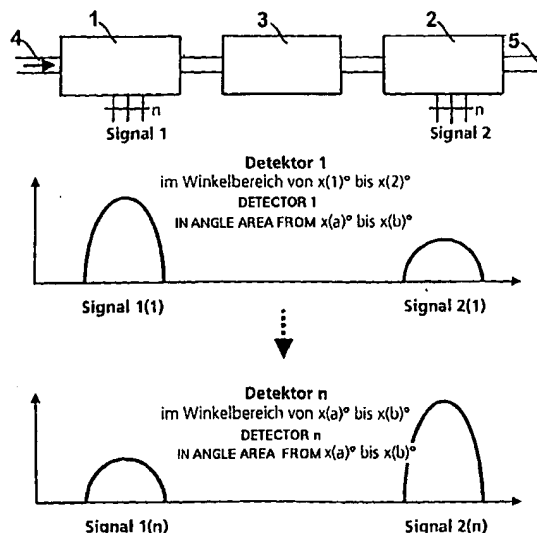 4 1 3 2 5
n n
Signal 1 Signal 2
Detektor 1
im Winkelbereich von x(1)° bis x(2)°
DETECTOR 1
IN ANGLE AREA FROM x(a)° bis x(b)°
Signal 1(1) Signal 2(1)
Detektor n
im Winkelbereich von x(a)° bis x(b)°
DETECTOR n
IN ANGLE AREA FROM x(a)° bis x(b)°
Signal 1(n) Signal 2(n)